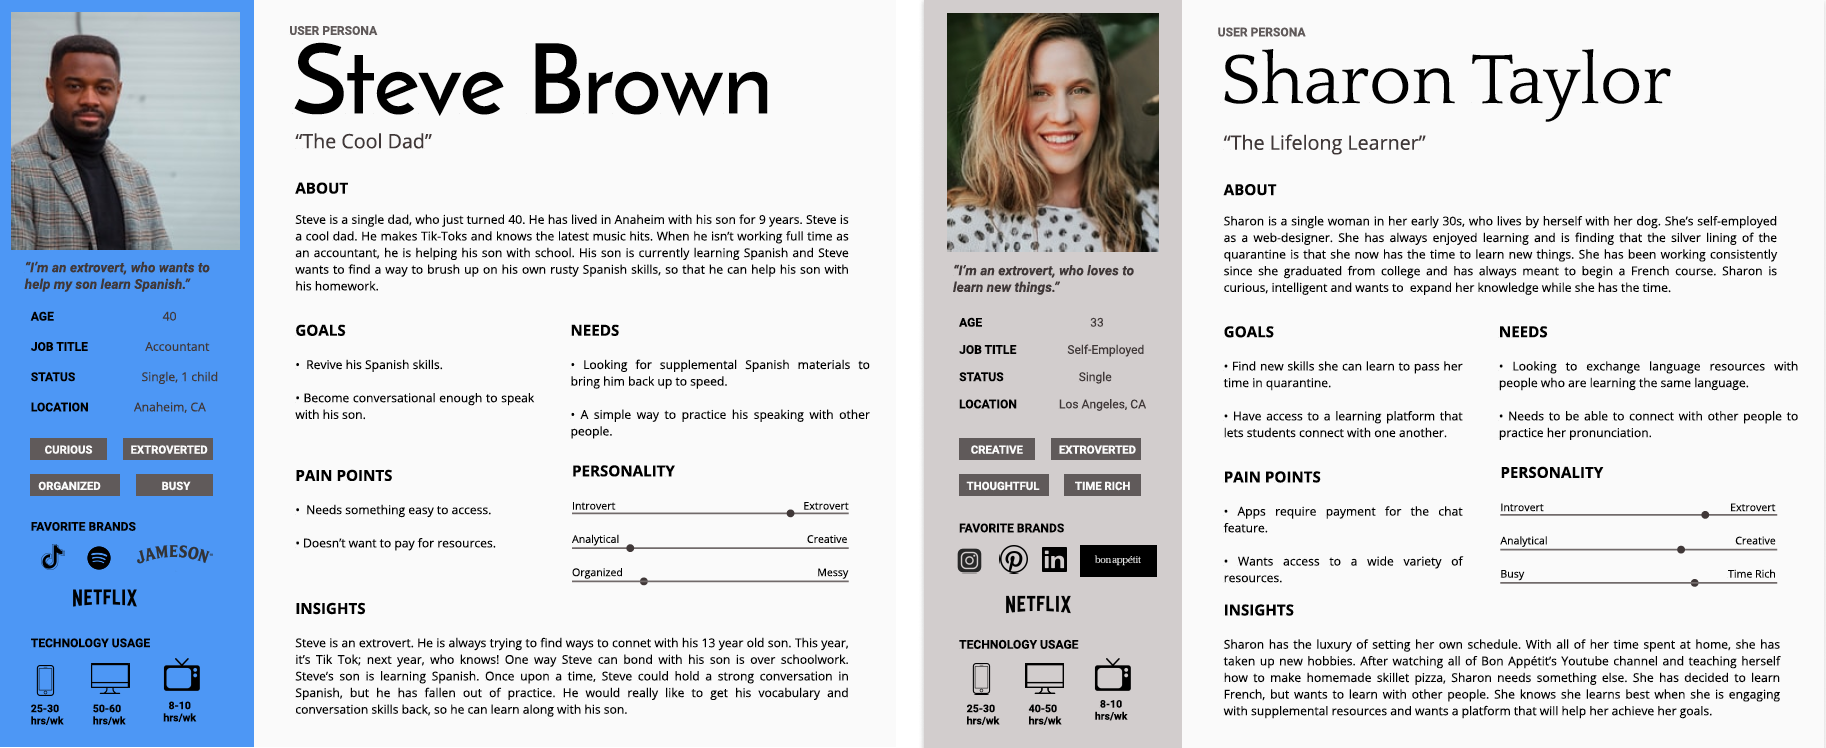 “I’m an extrovert, who wants to
help my son learn Spanish.”
AGE 40
JOB TITLE Accountant
STATUS Single, 1 child
LOCATION Anaheim, CA
CURIOUS EXTROVERTED
ORGANIZED BUSY
FAVORITE BRANDS
JAMESON
NETFLIX
TECHNOLOGY USAGE
25-30 50-60 8-10
hrs/wk hrs/wk hrs/wk
USER PERSONA
Steve Brown
“The Cool Dad”
ABOUT
Steve is a single dad, who just turned 40. He has lived in Anaheim with his son for 9 years. Steve is
a cool dad. He makes Tik-Toks and knows the latest music hits. When he isn’t working full time as
an accountant, he is helping his son with school. His son is currently learning Spanish and Steve
wants to find a way to brush up on his own rusty Spanish skills, so that he can help his son with
his homework.
GOALS
• Revive his Spanish skills.
• Become conversational enough to speak
with his son.
NEEDS
• Looking for supplemental Spanish materials to
bring him back up to speed.
• A simple way to practice his speaking with other
people.
PAIN POINTS
• Needs something easy to access.
• Doesn’t want to pay for resources.
PERSONALITY
Introvert Extrovert
Analytical Creative
Organized Messy
INSIGHTS
Steve is an extrovert. He is always trying to find ways to connet with his 13 year old son. This year,
it’s Tik Tok; next year, who knows! One way Steve can bond with his son is over schoolwork.
Steve’s son is learning Spanish. Once upon a time, Steve could hold a strong conversation in
Spanish, but he has fallen out of practice. He would really like to get his vocabulary and
conversation skills back, so he can learn along with his son.
“I’m an extrovert, who loves to
learn new things.”
AGE 33
JOB TITLE Self-Employed
STATUS Single
LOCATION Los Angeles, CA
CREATIVE EXTROVERTED
THOUGHTFUL TIME RICH
FAVORITE BRANDS
in bon appétit
NETFLIX
TECHNOLOGY USAGE
25-30 40-50 8-10
hrs/wk hrs/wk hrs/wk
USER PERSONA
Sharon Taylor
“The Lifelong Learner”
ABOUT
Sharon is a single woman in her early 30s, who lives by herself with her dog. She’s self-employed
as a web-designer. She has always enjoyed learning and is finding that the silver lining of the
quarantine is that she now has the time to learn new things. She has been working consistently
since she graduated from college and has always meant to begin a French course. Sharon is
curious, intelligent and wants to expand her knowledge while she has the time.
GOALS
• Find new skills she can learn to pass her
time in quarantine.
• Have access to a learning platform that
lets students connect with one another.
NEEDS
• Looking to exchange language resources with
people who are learning the same language.
• Needs to be able to connect with other people to
practice her pronunciation.
PAIN POINTS
• Apps require payment for the chat
feature.
• Wants access to a wide variety of
resources.
PERSONALITY
Introvert Extrovert
Analytical Creative
Busy Time Rich
INSIGHTS
Sharon has the luxury of setting her own schedule. With all of her time spent at home, she has
taken up new hobbies. After watching all of Bon Appétit’s Youtube channel and teaching herself
how to make homemade skillet pizza, Sharon needs something else. She has decided to learn
French, but wants to learn with other people. She knows she learns best when she is engaging
with supplemental resources and wants a platform that will help her achieve her goals.